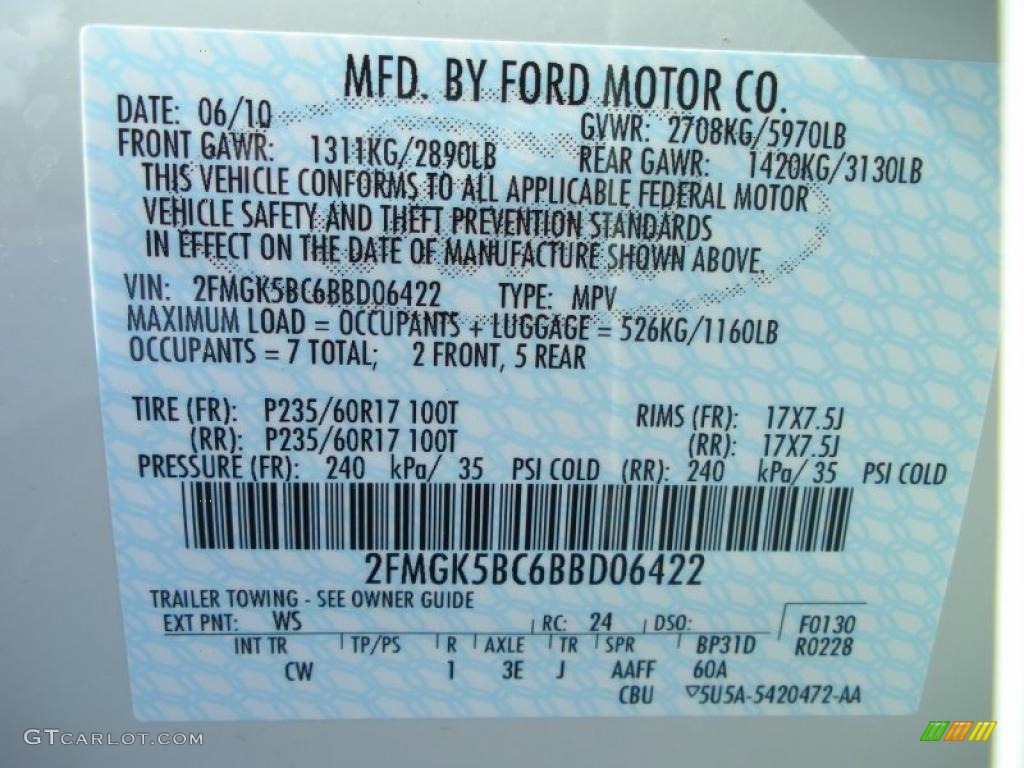 MFD. BY FORD MOTOR CO.
DATE: 06/10 GVWR: 2708KG/5970LB
FRONT GAWR: 1311KG/2890LB REAR GAWR: 1420KG/3130LB
THIS VEHICLE CONFORMS TO ALL APPLICABLE FEDERAL MOTOR
VEHICLE SAFETY AND THEFT PREVENTION STANDARDS
IN EFFECT ON THE DATE OF MANUFACTURE SHOWN ABOVE.
VIN: 2FMGK5BC6BBD06422 TYPE: MPV
MAXIMUM LOAD = OCCUPANTS + LUGGAGE = 526KG/1160LB
OCCUPANTS = 7 TOTAL; 2 FRONT, 5 REAR
TIRE (FR): P235/60R17 100T RIMS (FR): 17X7.5J
(RR): P235/60R17 100T (RR): 17X7.5J
PRESSURE (FR): 240 kPa/ 35 PSI COLD (RR): 240 kPa/ 35 PSI COLD
2FMGK5BC6BBD06422
TRAILER TOWING - SEE OWNER GUIDE
EXT PNT: WS RC: 24 DSO: F0130
INT TR TP/PS R AXLE TR SPR BP31D R0228
CW 1 3E J AAFF 60A
CBU ▽5U5A-5420472-AA
GTCARLOT.COM